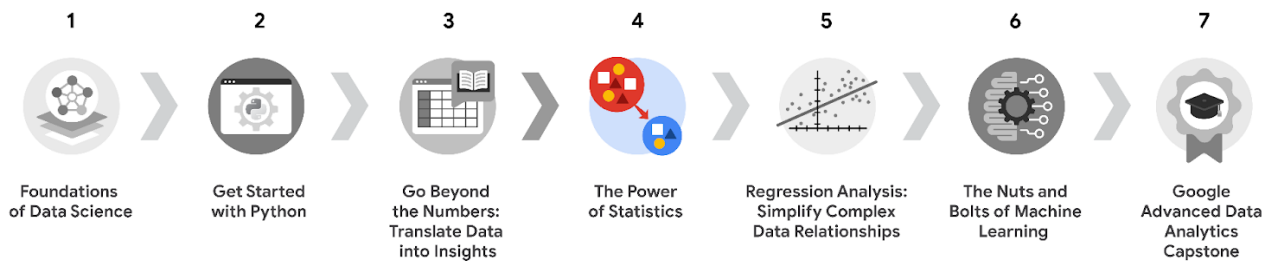 1
2
3
4
5
6
7
Foundations
of Data Science
Get Started
with Python
Go Beyond
the Numbers:
Translate Data
into Insights
The Power
of Statistics
Regression Analysis:
Simplify Complex
Data Relationships
The Nuts and
Bolts of Machine
Learning
Google
Advanced Data
Analytics
Capstone